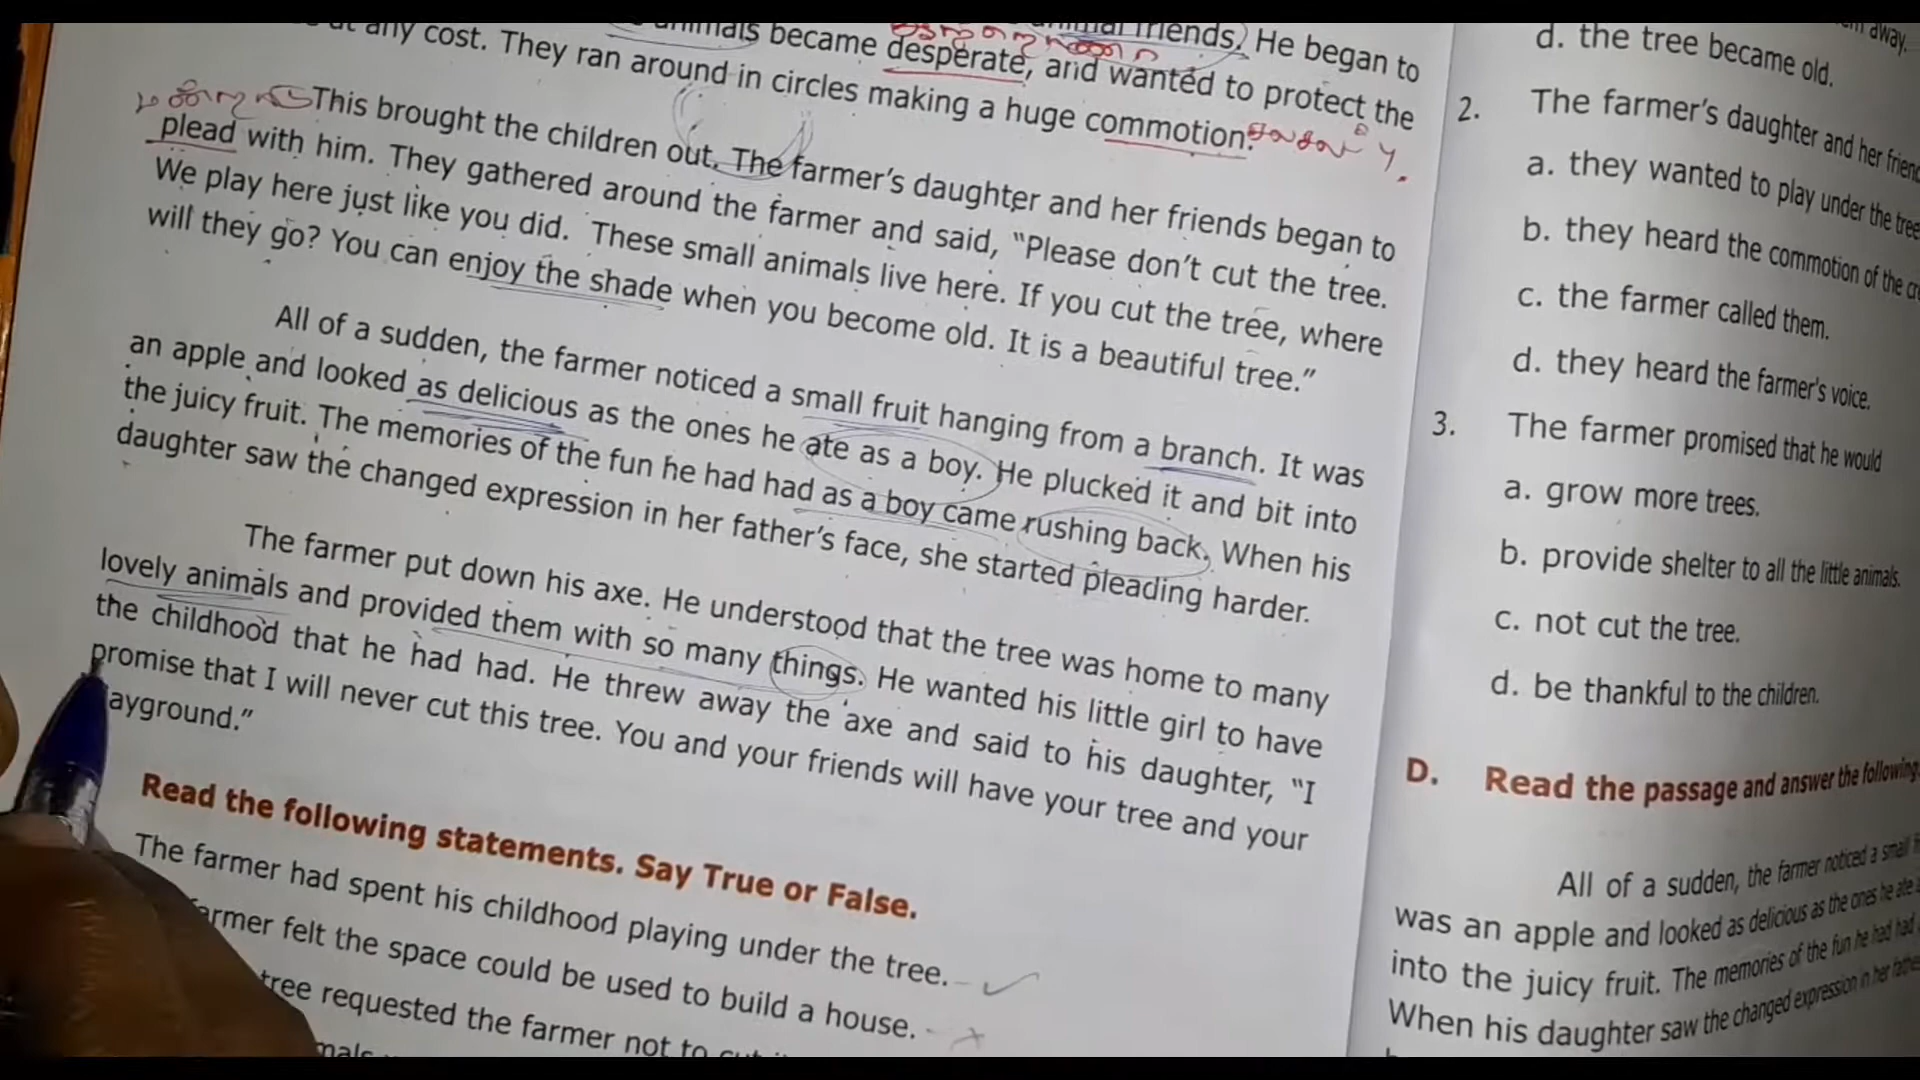 animals became desperate, and wanted to protect the
animal friends. He began to
at any cost. They ran around in circles making a huge commotion.
This brought the children out. The farmer's daughter and her friends began to
plead with him. They gathered around the farmer and said, "Please don't cut the tree.
We play here just like you did. These small animals live here. If you cut the tree, where
will they go? You can enjoy the shade when you become old. It is a beautiful tree."
All of a sudden, the farmer noticed a small fruit hanging from a branch. It was
an apple and looked as delicious as the ones he ate as a boy. He plucked it and bit into
the juicy fruit. The memories of the fun he had had as a boy came rushing back. When his
daughter saw the changed expression in her father's face, she started pleading harder.
The farmer put down his axe. He understood that the tree was home to many
lovely animals and provided them with so many things. He wanted his little girl to have
the childhood that he had had. He threw away the axe and said to his daughter, "I
promise that I will never cut this tree. You and your friends will have your tree and your
ayground."
Read the following statements. Say True or False.
The farmer had spent his childhood playing under the tree.
armer felt the space could be used to build a house.
tree requested the farmer not to
away.
d. the tree became old.
2. The farmer's daughter and her friend
a. they wanted to play under the tree
b. they heard the commotion of the
c. the farmer called them.
d. they heard the farmer's voice.
3. The farmer promised that he would
a. grow more trees.
b. provide shelter to all the little animals.
c. not cut the tree.
d. be thankful to the children.
D. Read the passage and answer the following
All of a sudden, the farmer noticed a small
was an apple and looked as delicious as the ones he ate
into the juicy fruit. The memories of the fun he had had
When his daughter saw the changed expression in her